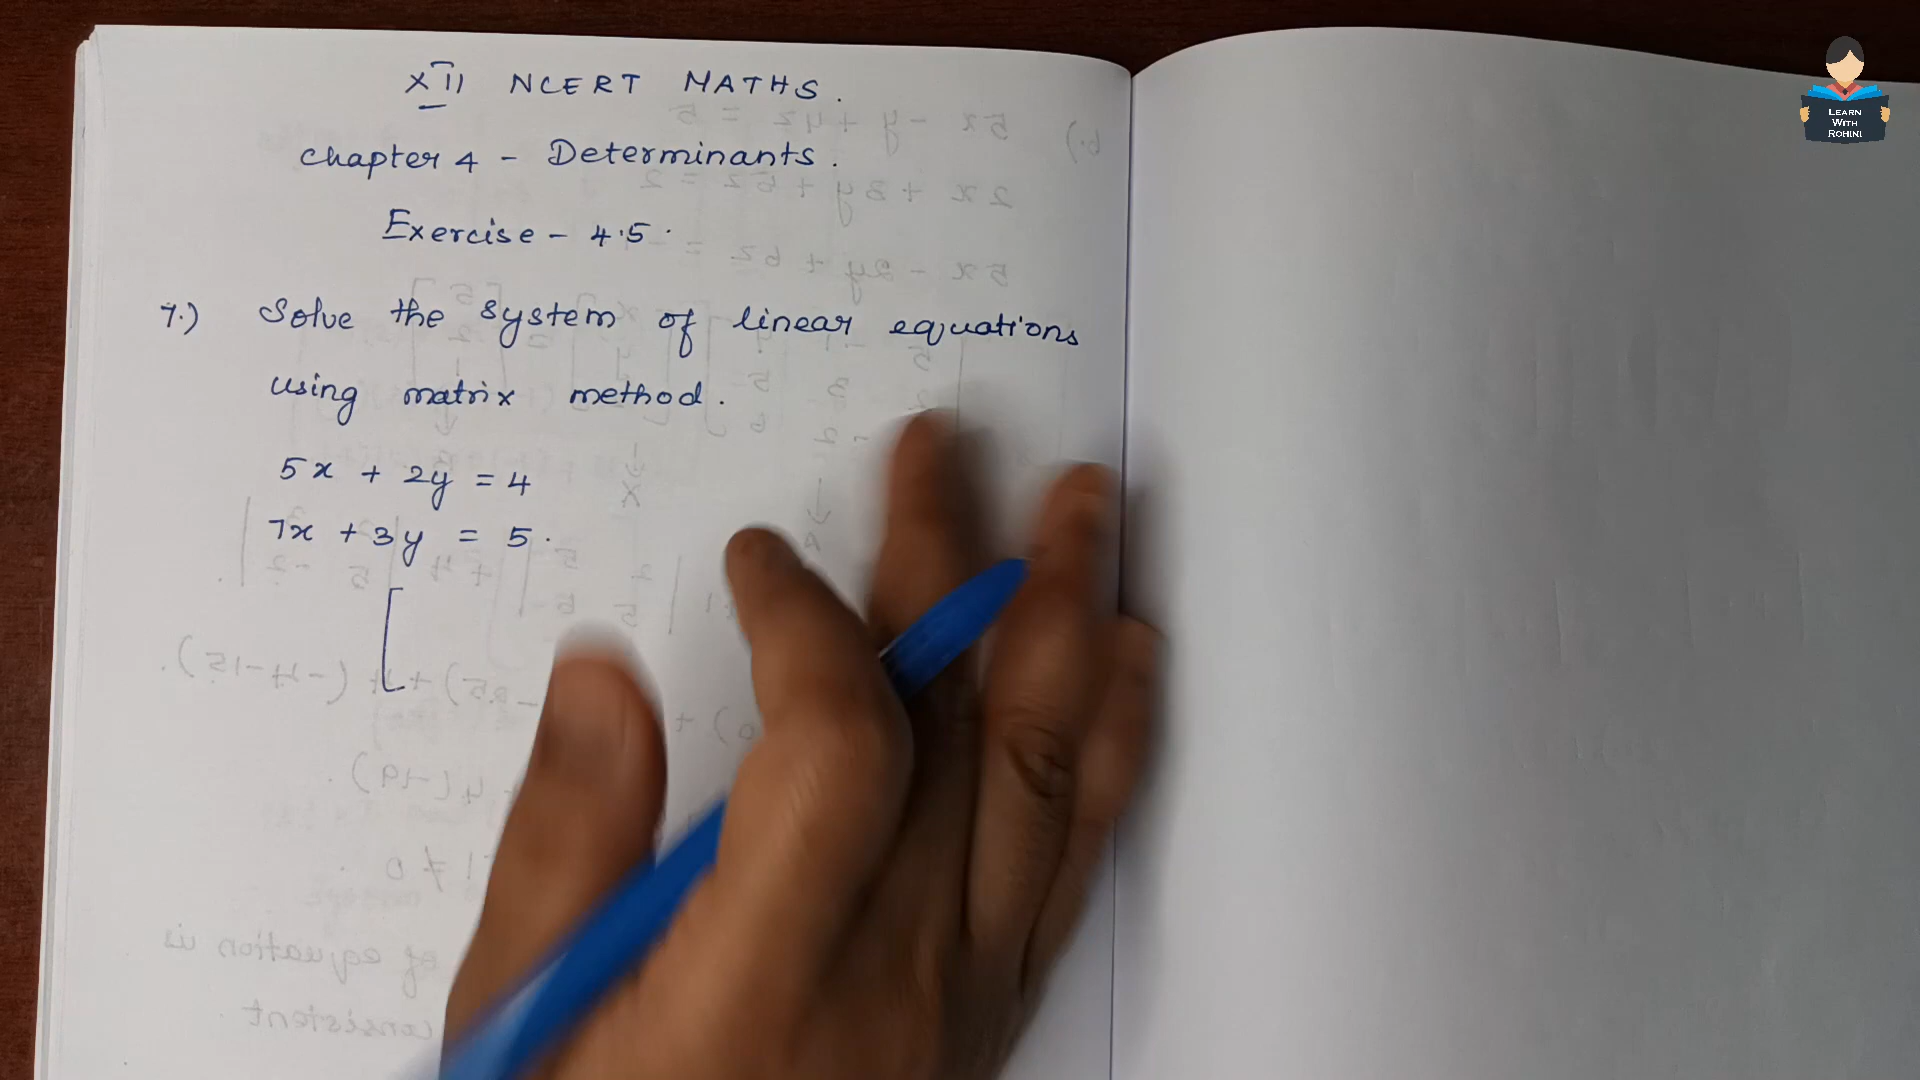 XII NCERT MATHS.
Chapter 4 - Determinants.
Exercise - 4.5.
7.) Solve the system of linear equations
using matrix method.
5x + 2y = 4
7x + 3y = 5.
[
LEARN
WITH
ROHINI